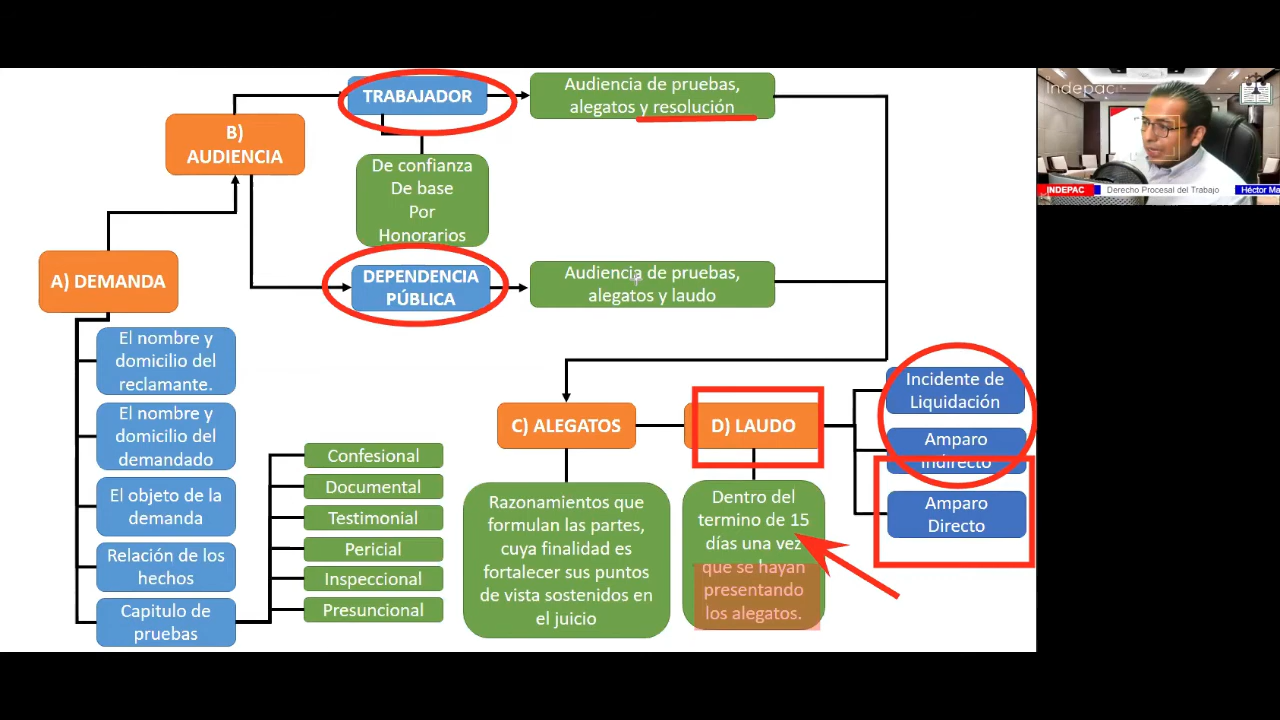 TRABAJADOR
Audiencia de pruebas,
alegatos y resolución
B)
AUDIENCIA
De confianza
De base
Por
Honorarios
A) DEMANDA
DEPENDENCIA
PÚBLICA
Audiencia de pruebas,
alegatos y laudo
El nombre y
domicilio del
reclamante.
El nombre y
domicilio del
demandado
El objeto de la
demanda
Relación de los
hechos
Capitulo de
pruebas
Confesional
Documental
Testimonial
Pericial
Inspeccional
Presuncional
C) ALEGATOS
Razonamientos que
formulan las partes,
cuya finalidad es
fortalecer sus puntos
de vista sostenidos en
el juicio
D) LAUDO
Dentro del
termino de 15
días una vez
que se hayan
presentando
los alegatos.
Incidente de
Liquidación
Amparo
Indirecto
Amparo
Directo
Indepac
INDEPAC
Derecho Procesal del Trabajo
Héctor Ma